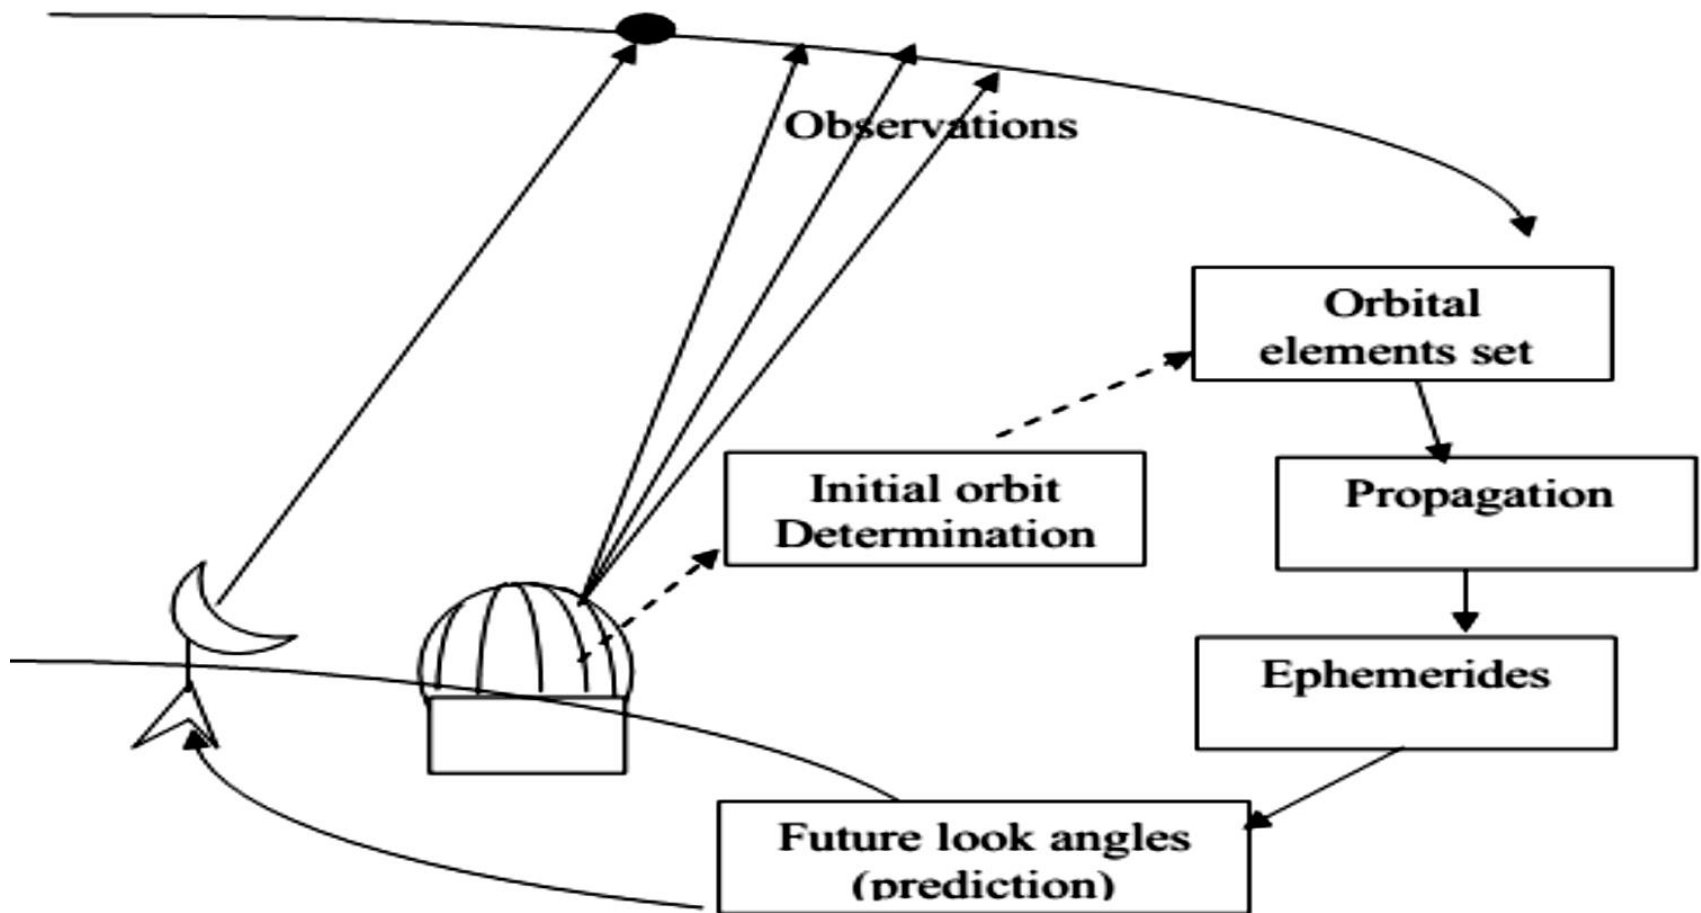 Observations
Orbital
elements set
Initial orbit
Determination
Propagation
Ephemerides
Future look angles
(prediction)